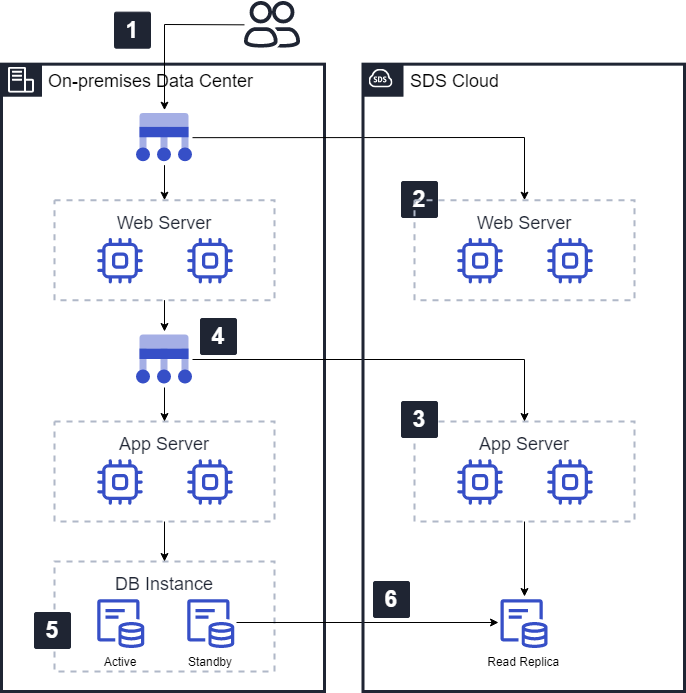 1
On-premises Data Center
SDS
SDS Cloud
2
Web Server
Web Server
4
3
App Server
App Server
DB Instance
5
6
Active
Standby
Read Replica